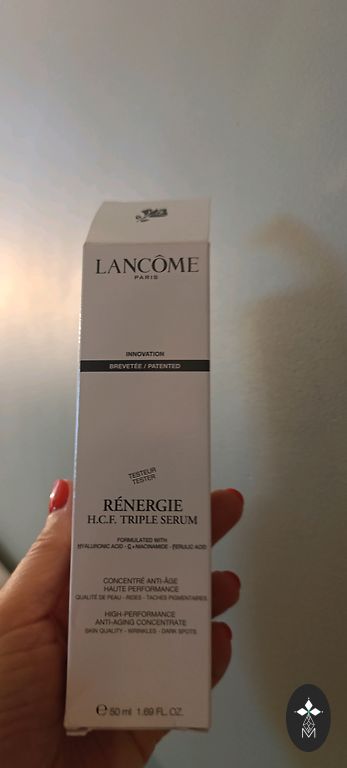 LANCÔME
PARIS
INNOVATION
BREVETÉE / PATENTED
TESTEUR
TESTER
RÉNERGIE
H.C.F. TRIPLE SERUM
FORMULATED WITH
HYALURONIC ACID - C+NIACINAMIDE - FERULIC ACID
CONCENTRÉ ANTI-ÂGE
HAUTE PERFORMANCE
QUALITÉ DE PEAU - RIDES - TACHES PIGMENTAIRES
HIGH-PERFORMANCE
ANTI-AGING CONCENTRATE
SKIN QUALITY - WRINKLES - DARK SPOTS
℮ 50 ml 1.69 FL. OZ.
M